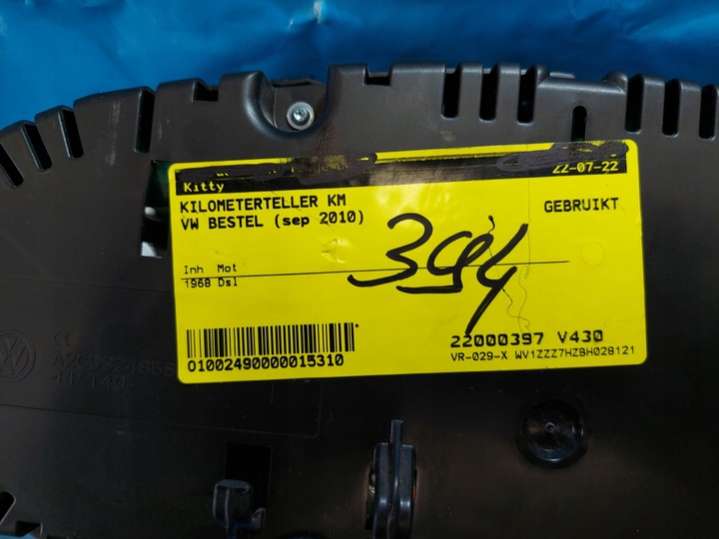 22-07-22
Kitty
KILOMETERTELLER KM
VW BESTEL (sep 2010)
GEBRUIKT
394
Inh Mot
1968 Dsl
22000397 V430
01002490000015310
VR-029-X WV1ZZZ7HZBH028121